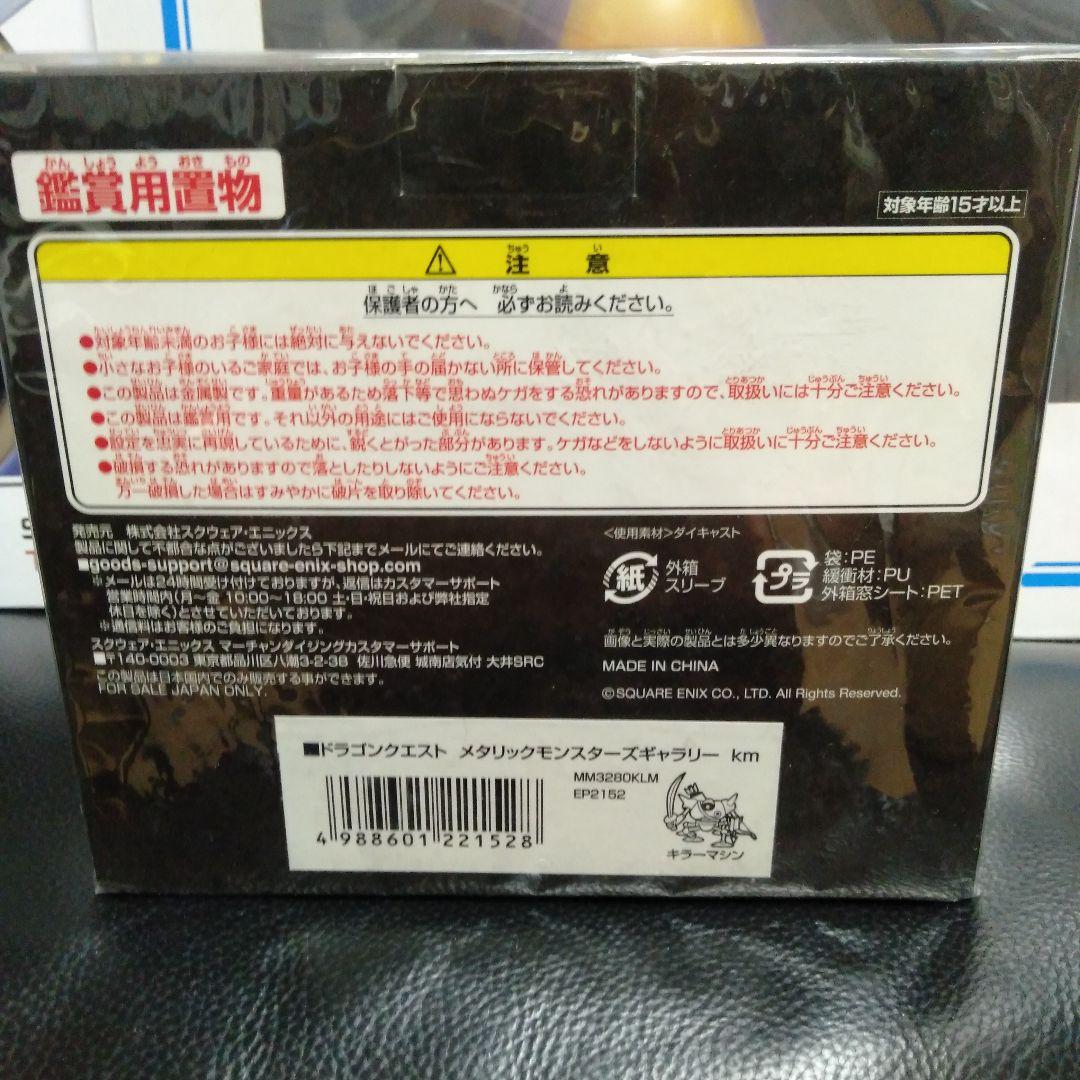 鑑賞用置物
対象年齢15才以上
⚠ 注意
保護者の方へ 必ずお読みください。
●対象年齢未満のお子様には絶対に与えないでください。
●小さなお子様のいるご家庭では、お子様の手の届かない所に保管してください。
●この製品は金属製です。重量があるため落下等で思わぬケガをする恐れがありますので、取扱いには十分ご注意ください。
●この製品は鑑賞用です。それ以外の用途にはご使用にならないでください。
●設定を忠実に再現しているために、鋭くとがった部分があります。ケガなどをしないように取扱いに十分ご注意ください。
●破損する恐れがありますので落としたりしないようにご注意ください。
万一破損した場合はすみやかに破片を取り除いてください。
発売元 株式会社スクウェア・エニックス
製品に関して不都合な点がございましたら下記までメールにてご連絡ください。
■goods-support@square-enix-shop.com
※メールは24時間受け付けておりますが、返信はカスタマーサポート
営業時間内(月～金 10:00～18:00 土・日・祝日および弊社指定
休日を除く)とさせていただいております。
※通信料はお客様のご負担になります。
スクウェア・エニックス マーチャンダイジングカスタマーサポート
■〒140-0003 東京都品川区八潮3-2-38 佐川急便 城南店気付 大井SRC
この製品は日本国内でのみ販売する事ができます。
FOR SALE JAPAN ONLY.
<使用素材>ダイキャスト
紙
外箱
スリーブ
プラ
袋:PE
緩衝材:PU
外箱窓シート:PET
画像と実際の製品とは多少異なりますのでご了承ください。
MADE IN CHINA
©SQUARE ENIX CO., LTD. All Rights Reserved.
■ドラゴンクエスト メタリックモンスターズギャラリー km
MM3280KLM
EP2152
4 988601 221528
キラーマシン